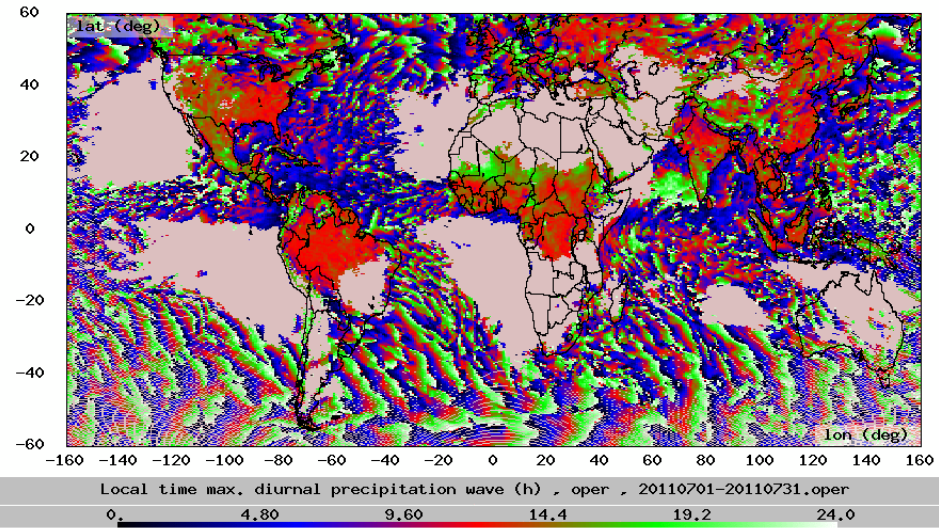 60
lat (deg)
40
20
0
−20
−40
−60
lon (deg)
−160 −140 −120 −100 −80 −60 −40 −20 0 20 40 60 80 100 120 140 160
Local time max. diurnal precipitation wave (h) , oper , 20110701-20110731.oper
0. 4.80 9.60 14.4 19.2 24.0